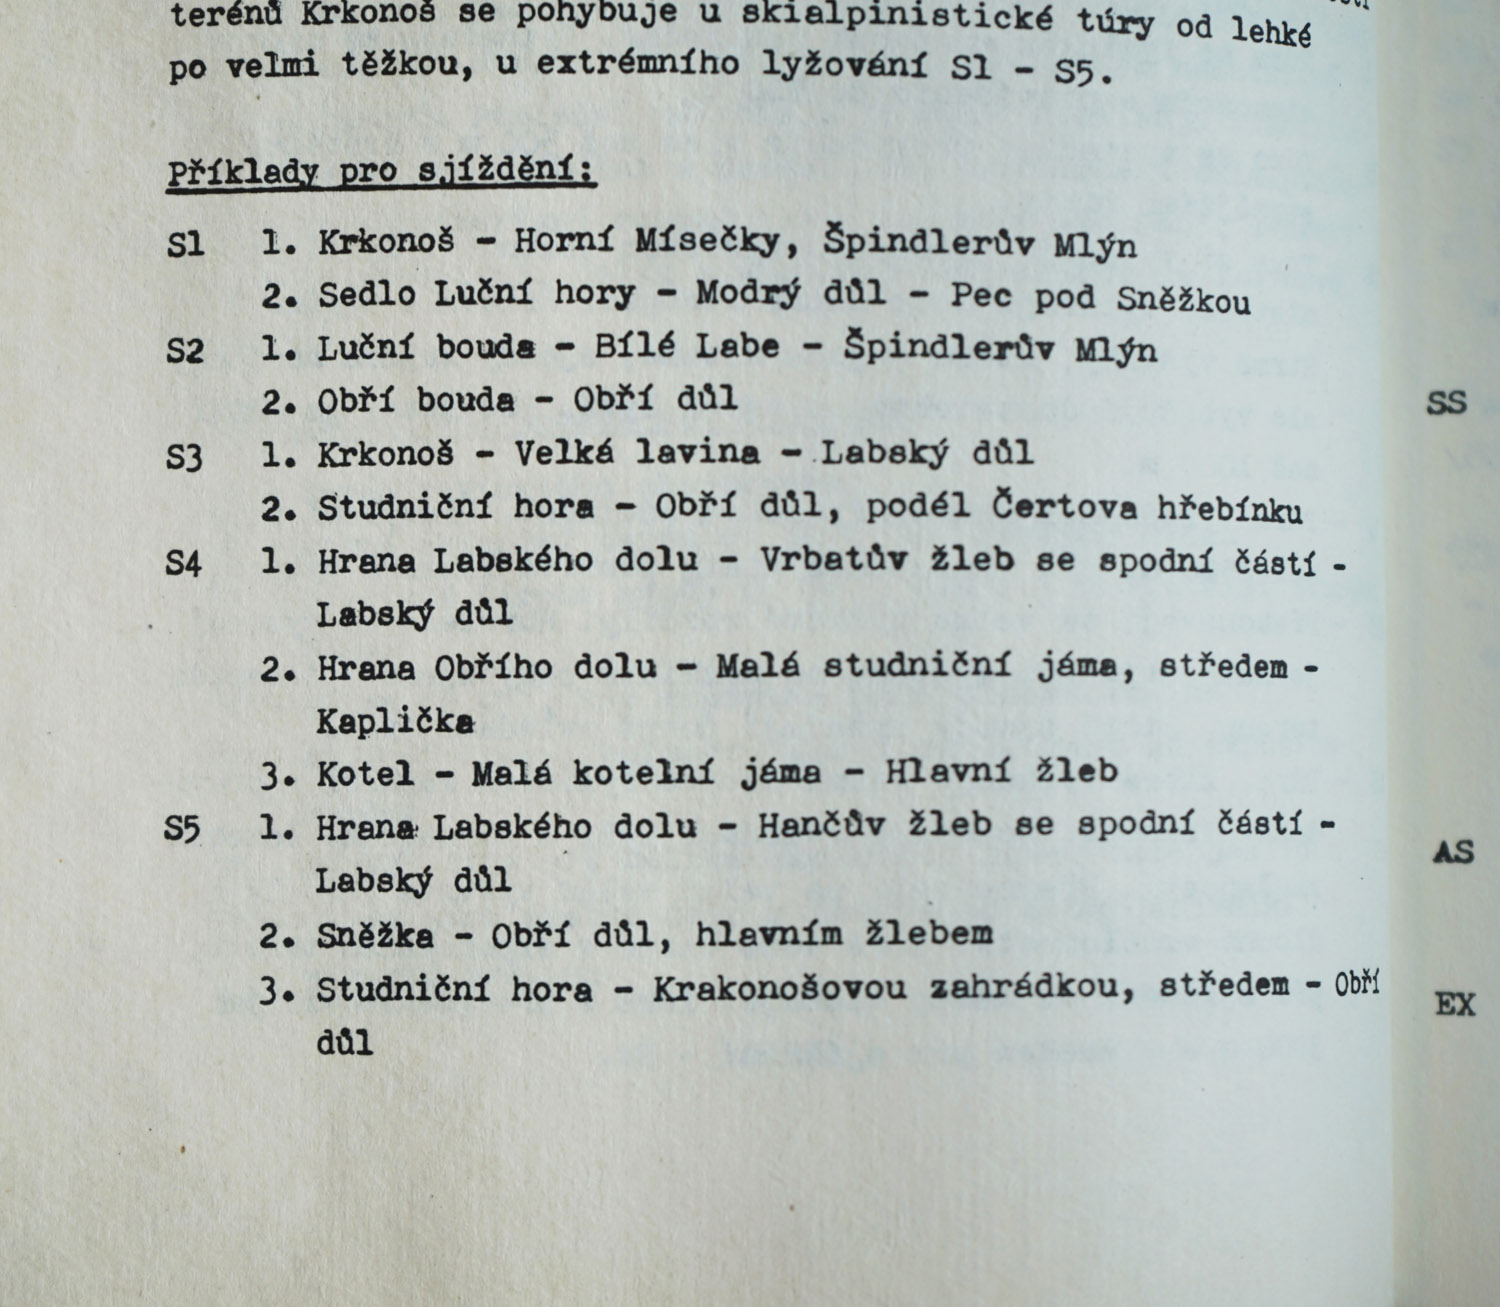 terénů Krkonoš se pohybuje u skialpinistické túry od lehké
po velmi těžkou, u extrémního lyžování S1 - S5.
Příklady pro sjíždění:
S1 1. Krkonoš - Horní Mísečky, Špindlerův Mlýn
2. Sedlo Luční hory - Modrý důl - Pec pod Sněžkou
S2 1. Luční bouda - Bílé Labe - Špindlerův Mlýn
2. Obří bouda - Obří důl
S3 1. Krkonoš - Velká lavina - Labský důl
2. Studniční hora - Obří důl, podél Čertova hřebínku
S4 1. Hrana Labského dolu - Vrbatův žleb se spodní částí -
Labský důl
2. Hrana Obřího dolu - Malá studniční jáma, středem -
Kaplička
3. Kotel - Malá kotelní jáma - Hlavní žleb
S5 1. Hrana Labského dolu - Hančův žleb se spodní částí -
Labský důl
2. Sněžka - Obří důl, hlavním žlebem
3. Studniční hora - Krakonošovou zahrádkou, středem - Obří
důl
SS
AS
EX